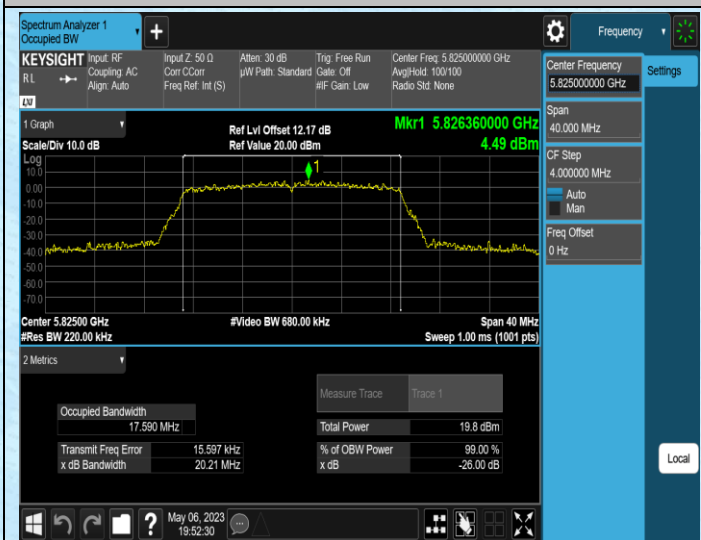 Spectrum Analyzer 1
Occupied BW
+
Frequency
KEYSIGHT
RL
LXI
Input: RF
Coupling: AC
Align: Auto
Input Z: 50 Ω
Corr CCorr
Freq Ref: Int (S)
Atten: 30 dB
µW Path: Standard
Trig: Free Run
Gate: Off
#IF Gain: Low
Center Freq: 5.825000000 GHz
Avg|Hold: 100/100
Radio Std: None
Center Frequency
5.825000000 GHz
Settings
Span
40.000 MHz
CF Step
4.000000 MHz
Auto
Man
Freq Offset
0 Hz
1 Graph
Scale/Div 10.0 dB
Ref Lvl Offset 12.17 dB
Ref Value 20.00 dBm
Mkr1 5.826360000 GHz
4.49 dBm
Log
10.0
0.00
-10.0
-20.0
-30.0
-40.0
-50.0
-60.0
-70.0
1
Center 5.82500 GHz
#Video BW 680.00 kHz
Span 40 MHz
#Res BW 220.00 kHz
Sweep 1.00 ms (1001 pts)
2 Metrics
Measure Trace Trace 1
Occupied Bandwidth
17.590 MHz
Total Power 19.8 dBm
Transmit Freq Error 15.597 kHz
% of OBW Power 99.00 %
x dB Bandwidth 20.21 MHz
x dB -26.00 dB
Local
?
May 06, 2023
19:52:30